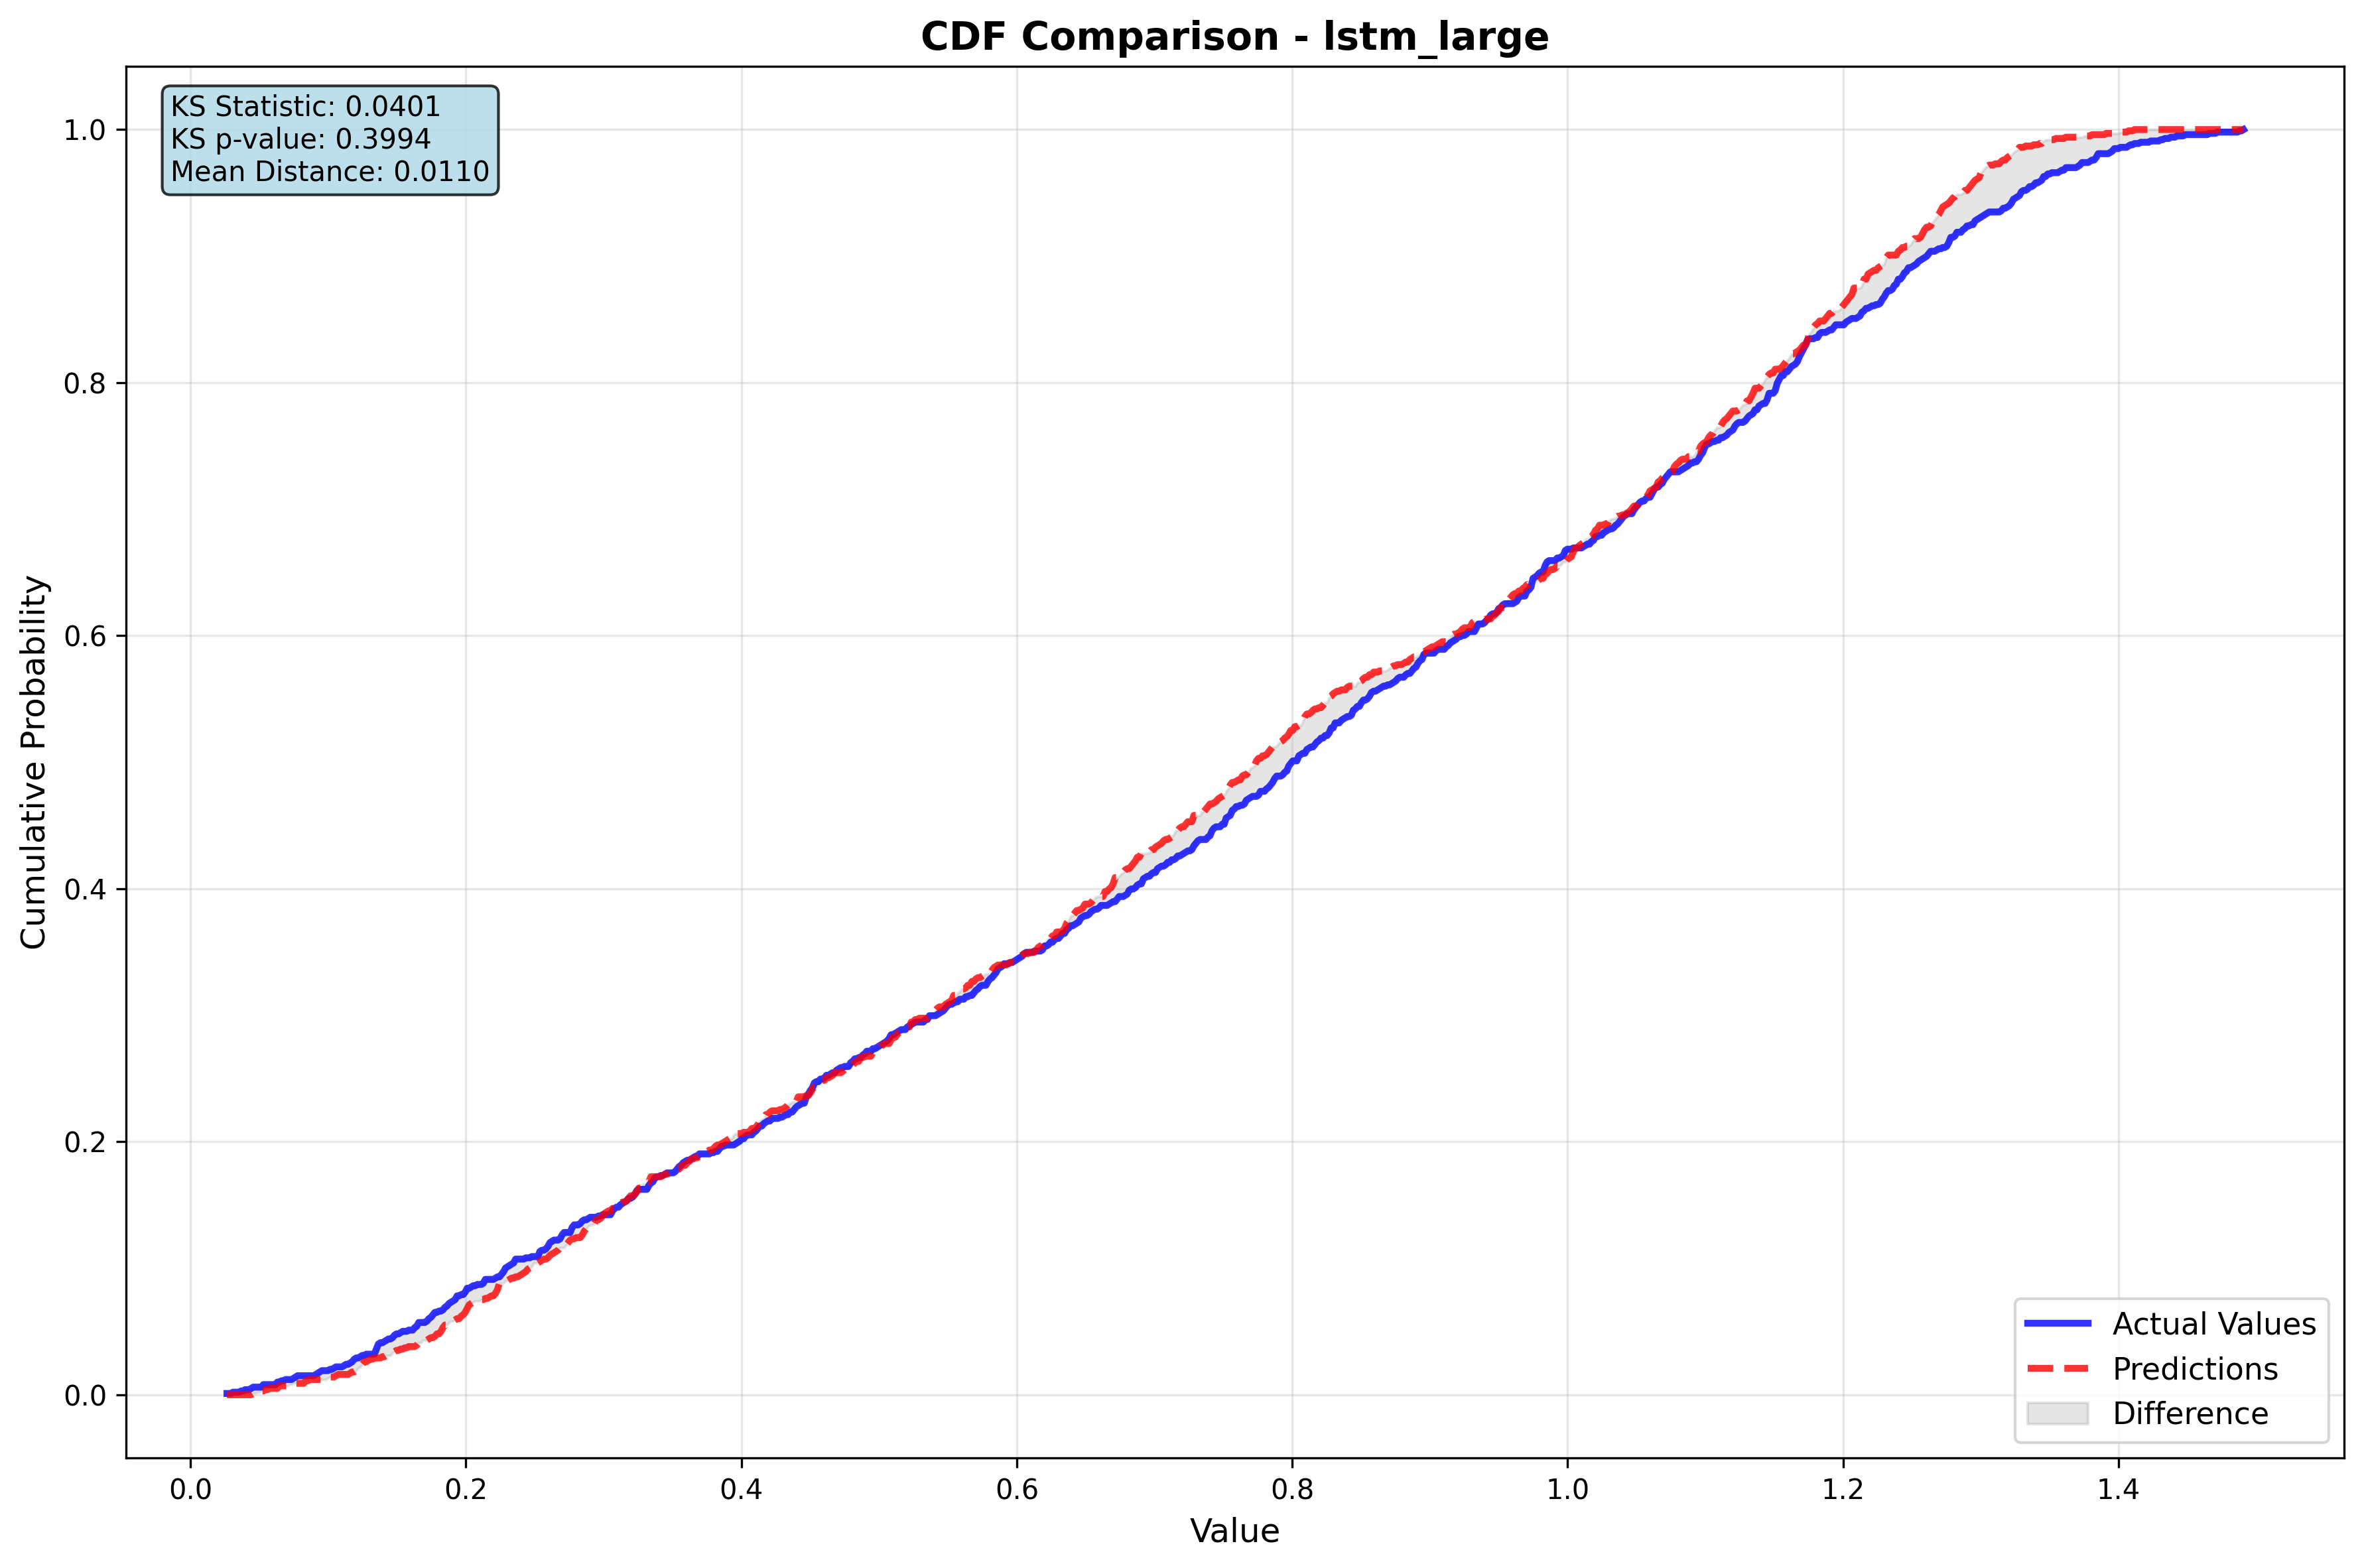 CDF Comparison - lstm_large
KS Statistic: 0.0401
KS p-value: 0.3994
Mean Distance: 0.0110
1.0
0.8
0.6
0.4
0.2
0.0
Cumulative Probability
Actual Values
Predictions
Difference
0.0 0.2 0.4 0.6 0.8 1.0 1.2 1.4
Value